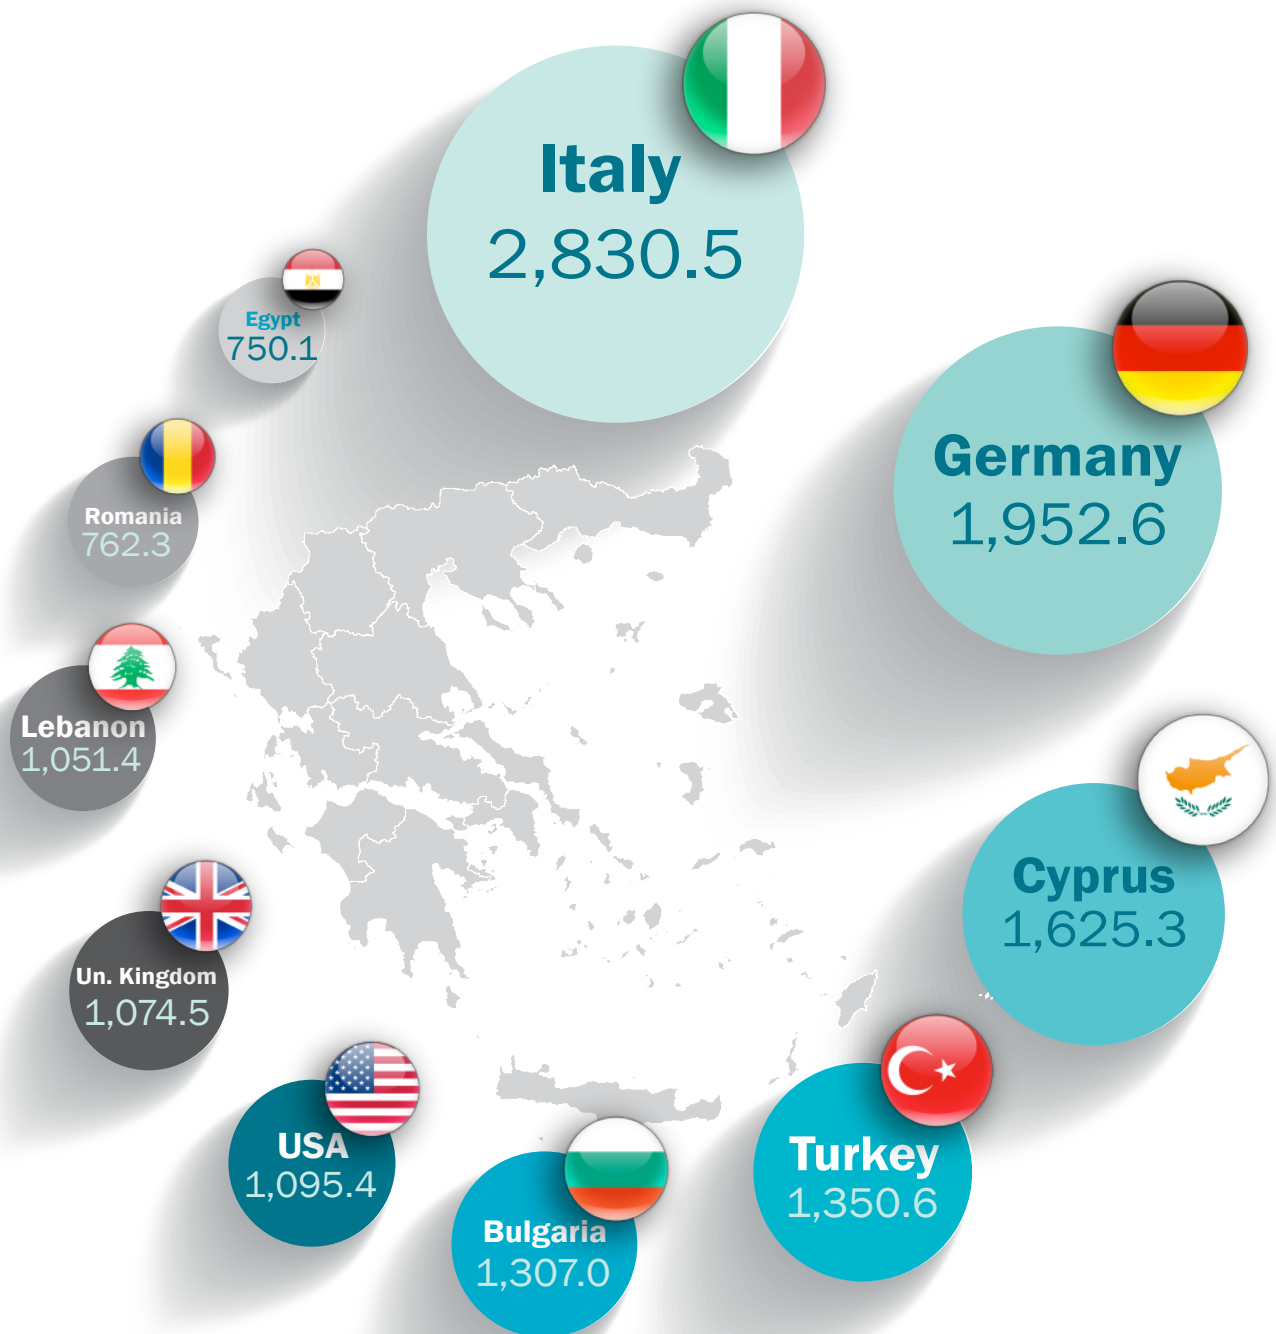 Italy
2,830.5
Germany
1,952.6
Cyprus
1,625.3
Turkey
1,350.6
Bulgaria
1,307.0
USA
1,095.4
Un. Kingdom
1,074.5
Lebanon
1,051.4
Romania
762.3
Egypt
750.1